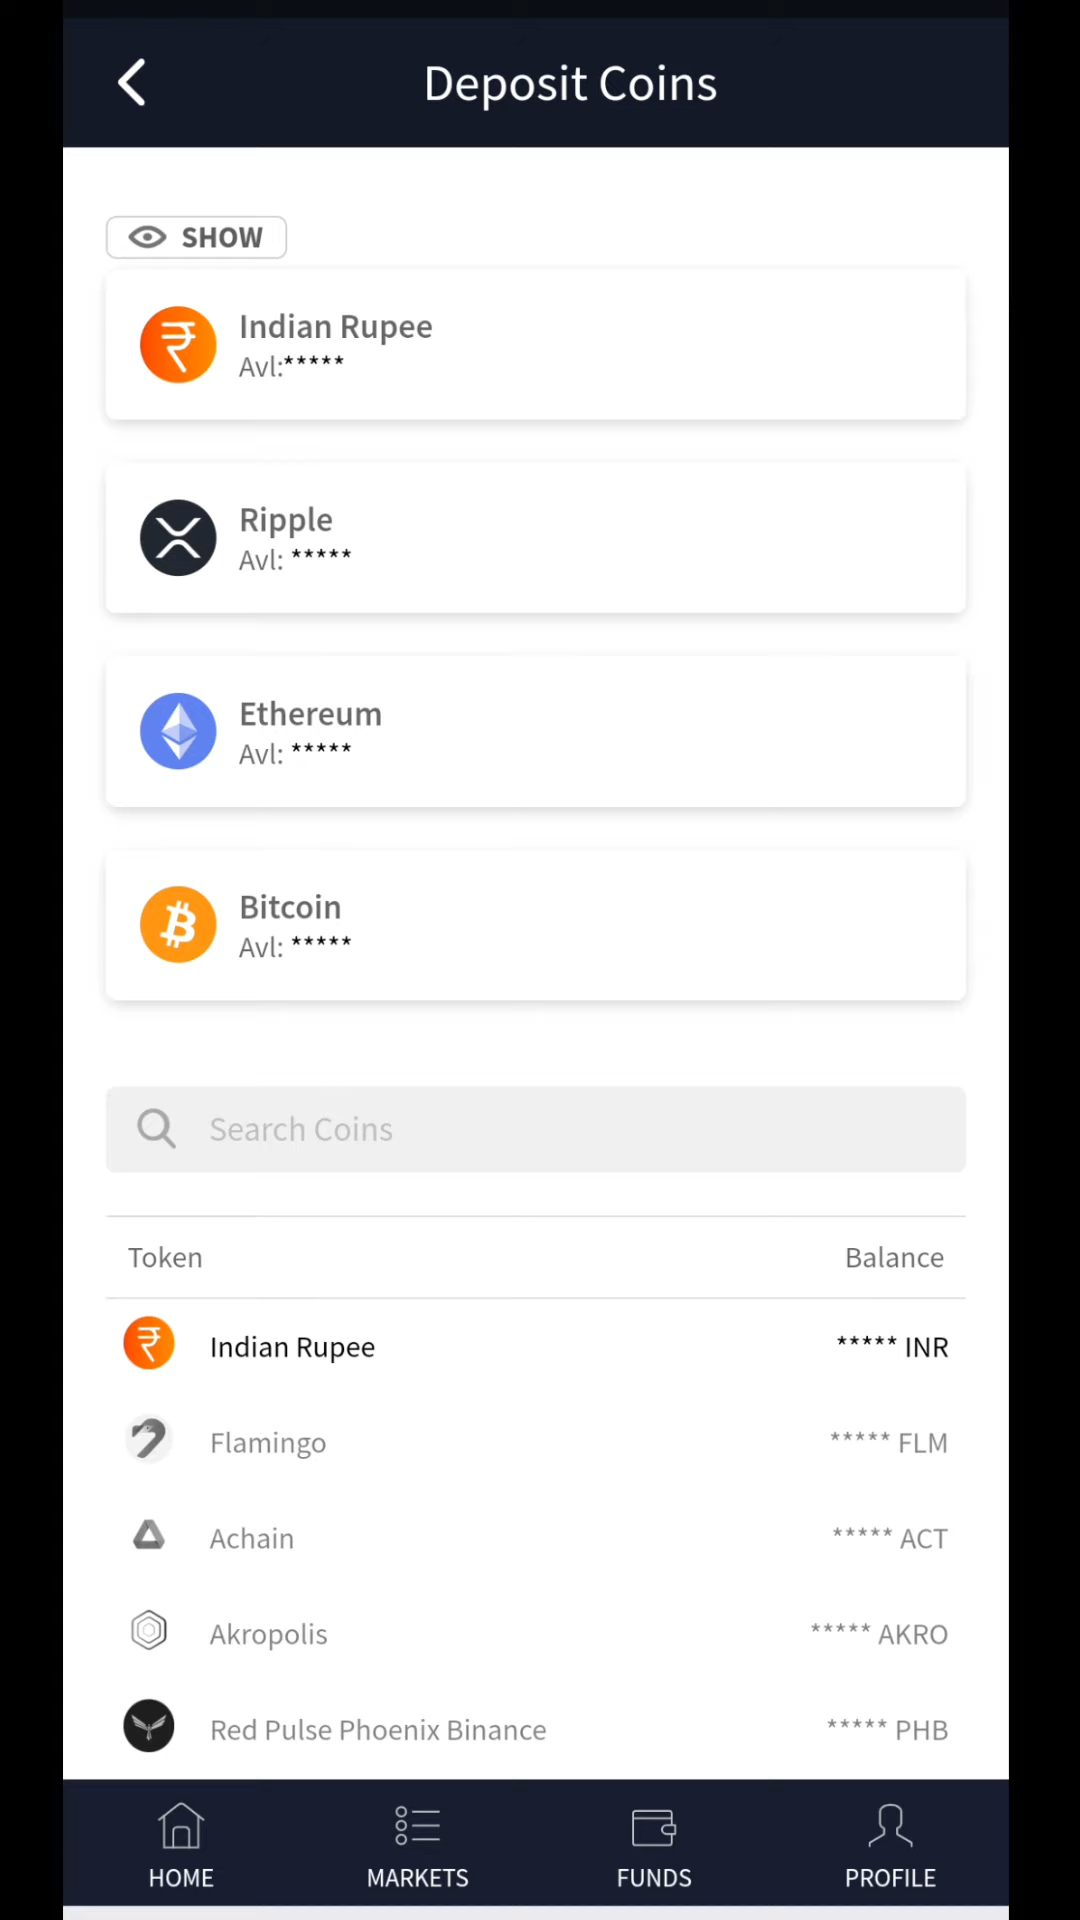 Deposit Coins
SHOW
Indian Rupee
Avl:*****
Ripple
Avl: *****
Ethereum
Avl: *****
Bitcoin
Avl: *****
Search Coins
Token Balance
Indian Rupee ***** INR
Flamingo ***** FLM
Achain ***** ACT
Akropolis ***** AKRO
Red Pulse Phoenix Binance ***** PHB
HOME MARKETS FUNDS PROFILE